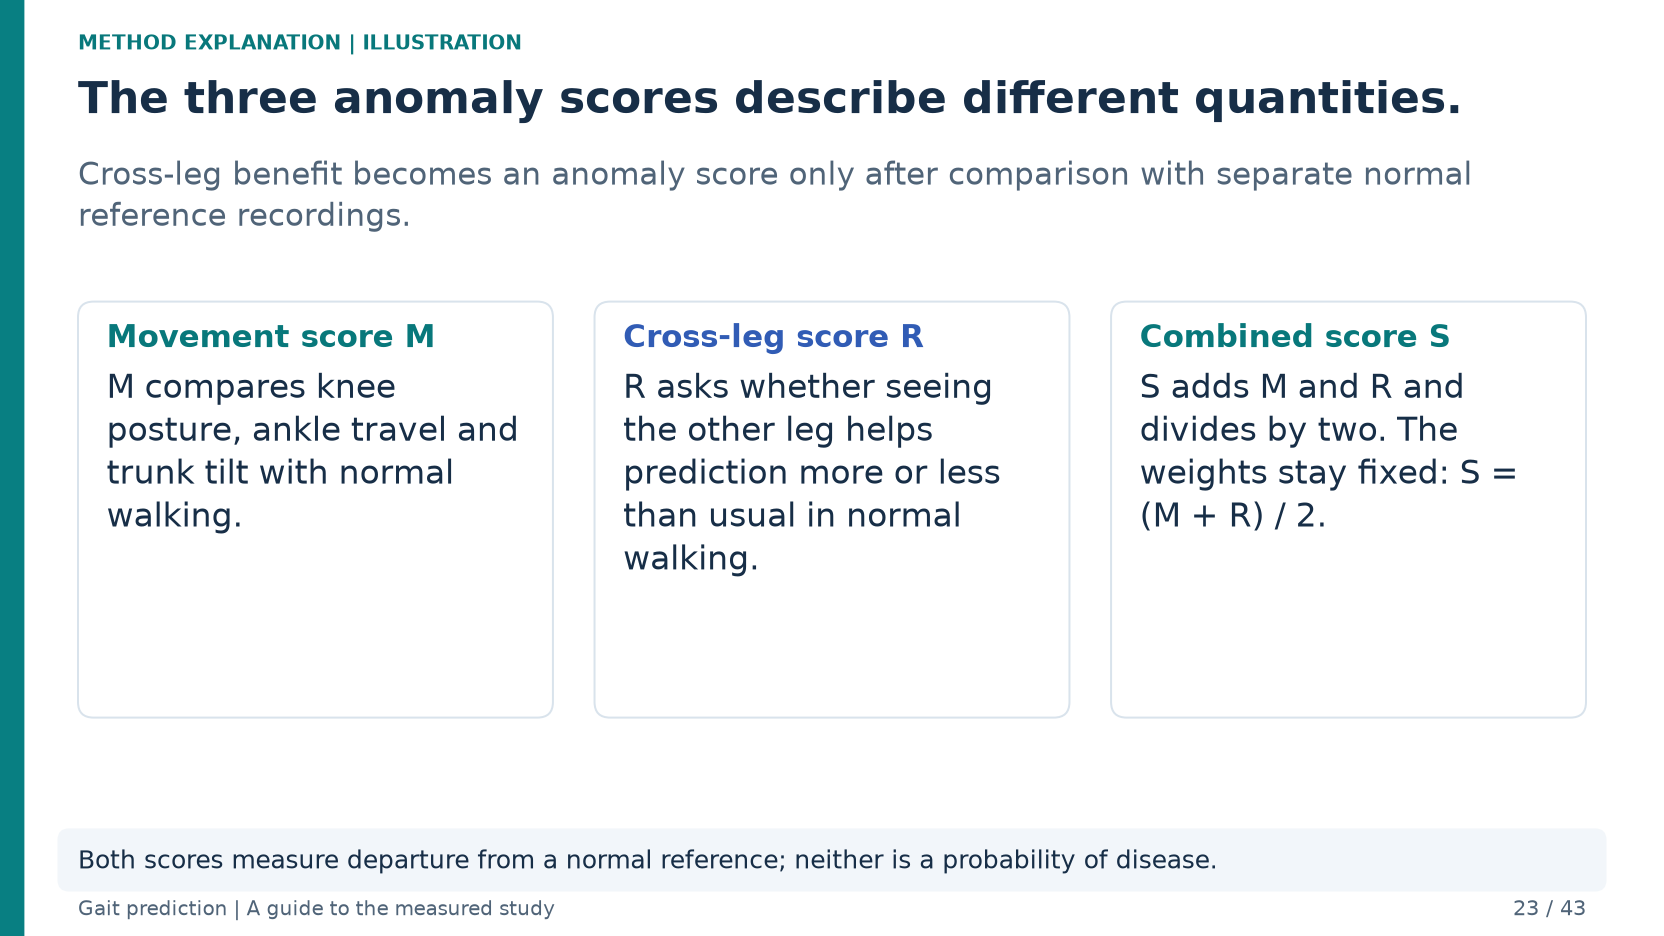 METHOD EXPLANATION | ILLUSTRATION
The three anomaly scores describe different quantities.
Cross-leg benefit becomes an anomaly score only after comparison with separate normal
reference recordings.
Movement score M
M compares knee
posture, ankle travel and
trunk tilt with normal
walking.
Cross-leg score R
R asks whether seeing
the other leg helps
prediction more or less
than usual in normal
walking.
Combined score S
S adds M and R and
divides by two. The
weights stay fixed: S =
(M + R) / 2.
Both scores measure departure from a normal reference; neither is a probability of disease.
Gait prediction | A guide to the measured study
23 / 43